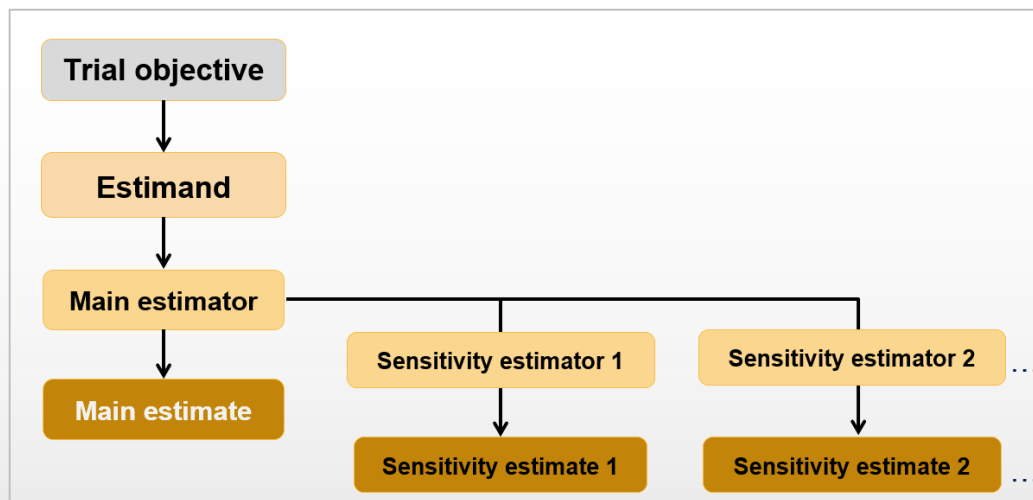 Trial objective
Estimand
Main estimator
Sensitivity estimator 1
Sensitivity estimator 2
...
Main estimate
Sensitivity estimate 1
Sensitivity estimate 2
...